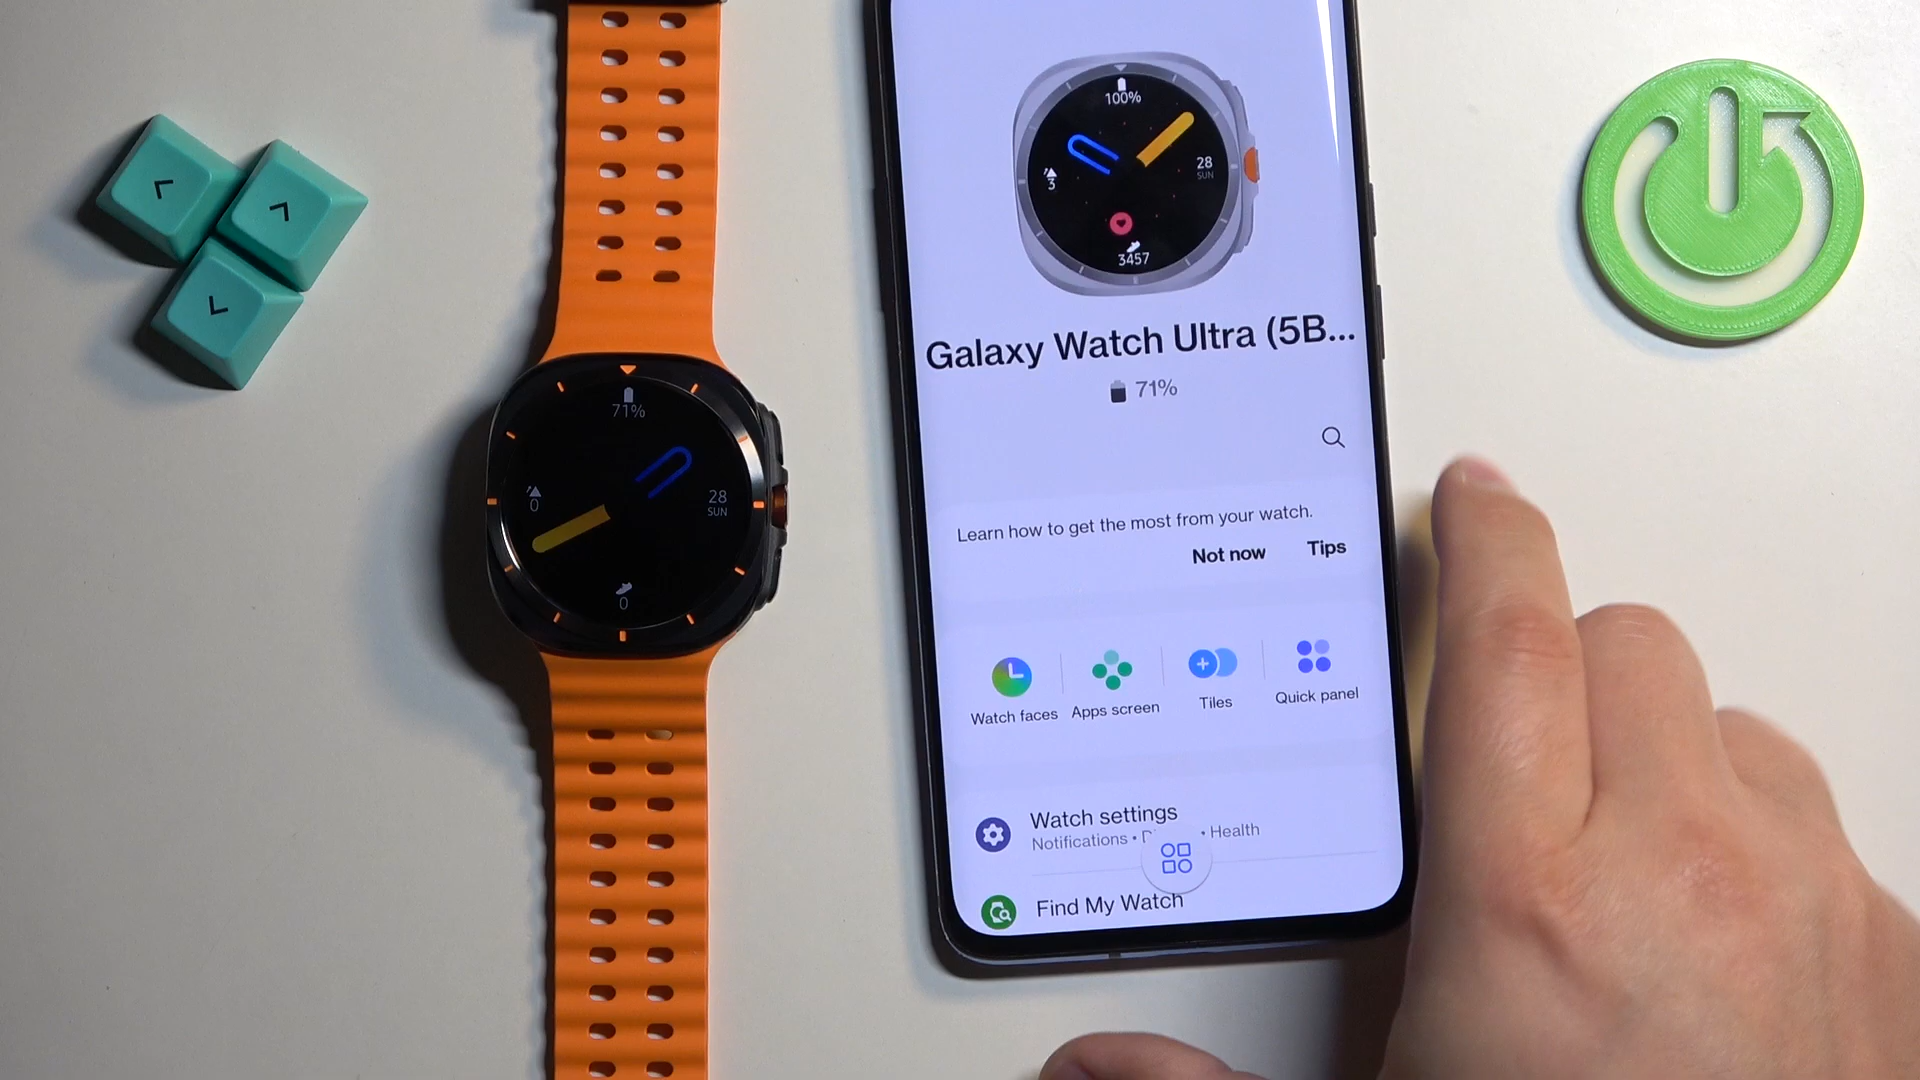 71%
0
28
SUN
0
100%
3
28
SUN
3457
Galaxy Watch Ultra (5B...
71%
Learn how to get the most from your watch.
Not now
Tips
Watch faces
Apps screen
Tiles
Quick panel
Watch settings
Notifications • • Health
Find My Watch